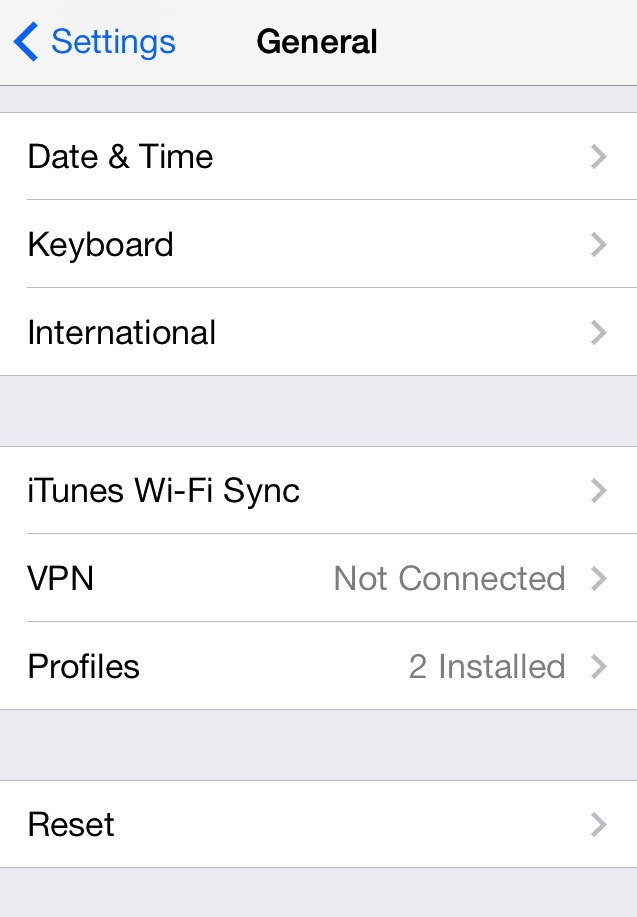 Settings General
Date & Time
Keyboard
International
iTunes Wi-Fi Sync
VPN Not Connected
Profiles 2 Installed
Reset